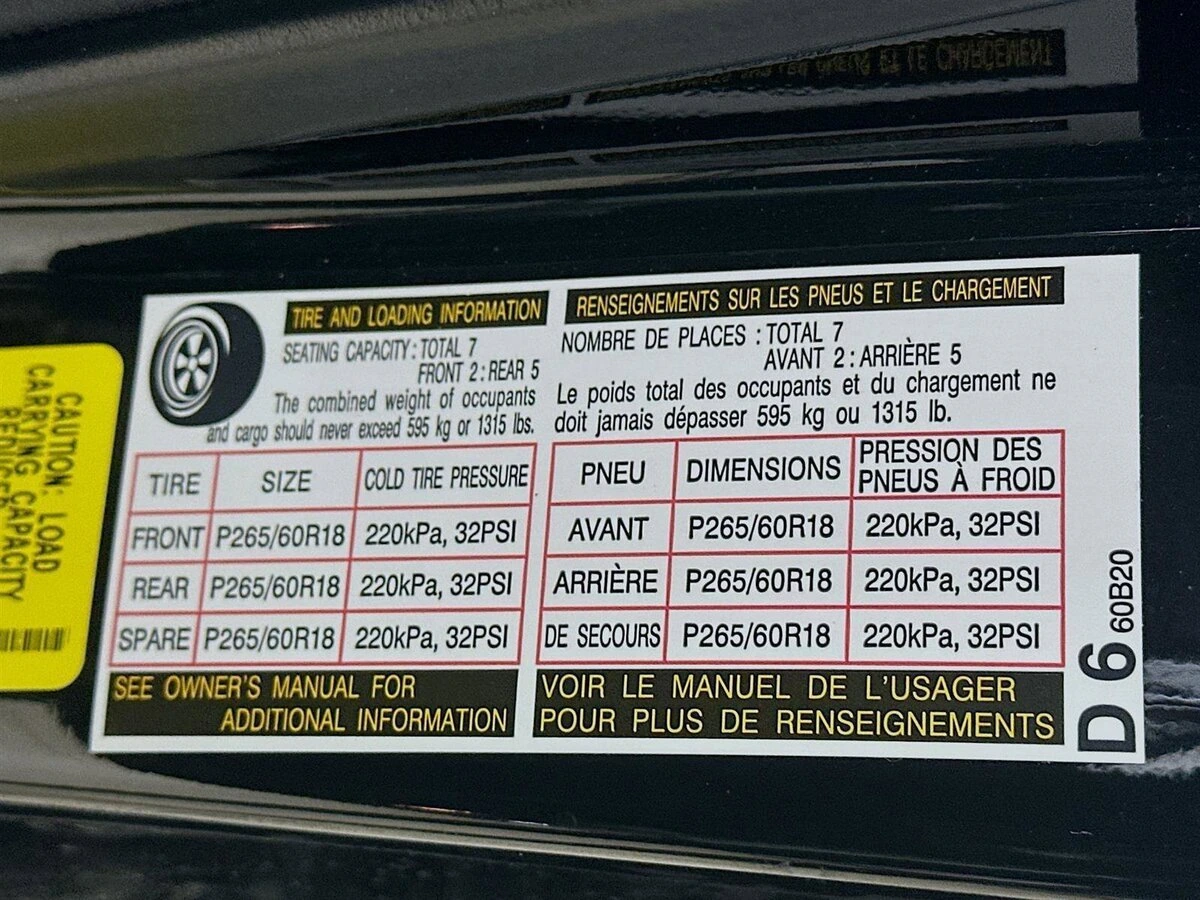 TIRE AND LOADING INFORMATION
SEATING CAPACITY: TOTAL 7
FRONT 2: REAR 5
The combined weight of occupants
and cargo should never exceed 595 kg or 1315 lbs.
TIRE SIZE COLD TIRE PRESSURE
FRONT P265/60R18 220kPa, 32PSI
REAR P265/60R18 220kPa, 32PSI
SPARE P265/60R18 220kPa, 32PSI
SEE OWNER'S MANUAL FOR
ADDITIONAL INFORMATION
RENSEIGNEMENTS SUR LES PNEUS ET LE CHARGEMENT
NOMBRE DE PLACES : TOTAL 7
AVANT 2 : ARRIÈRE 5
Le poids total des occupants et du chargement ne
doit jamais dépasser 595 kg ou 1315 lb.
PNEU DIMENSIONS PRESSION DES
PNEUS À FROID
AVANT P265/60R18 220kPa, 32PSI
ARRIÈRE P265/60R18 220kPa, 32PSI
DE SECOURS P265/60R18 220kPa, 32PSI
VOIR LE MANUEL DE L'USAGER
POUR PLUS DE RENSEIGNEMENTS
D 6 60B20
CAUTION: LOAD
CARRYING CAPACITY